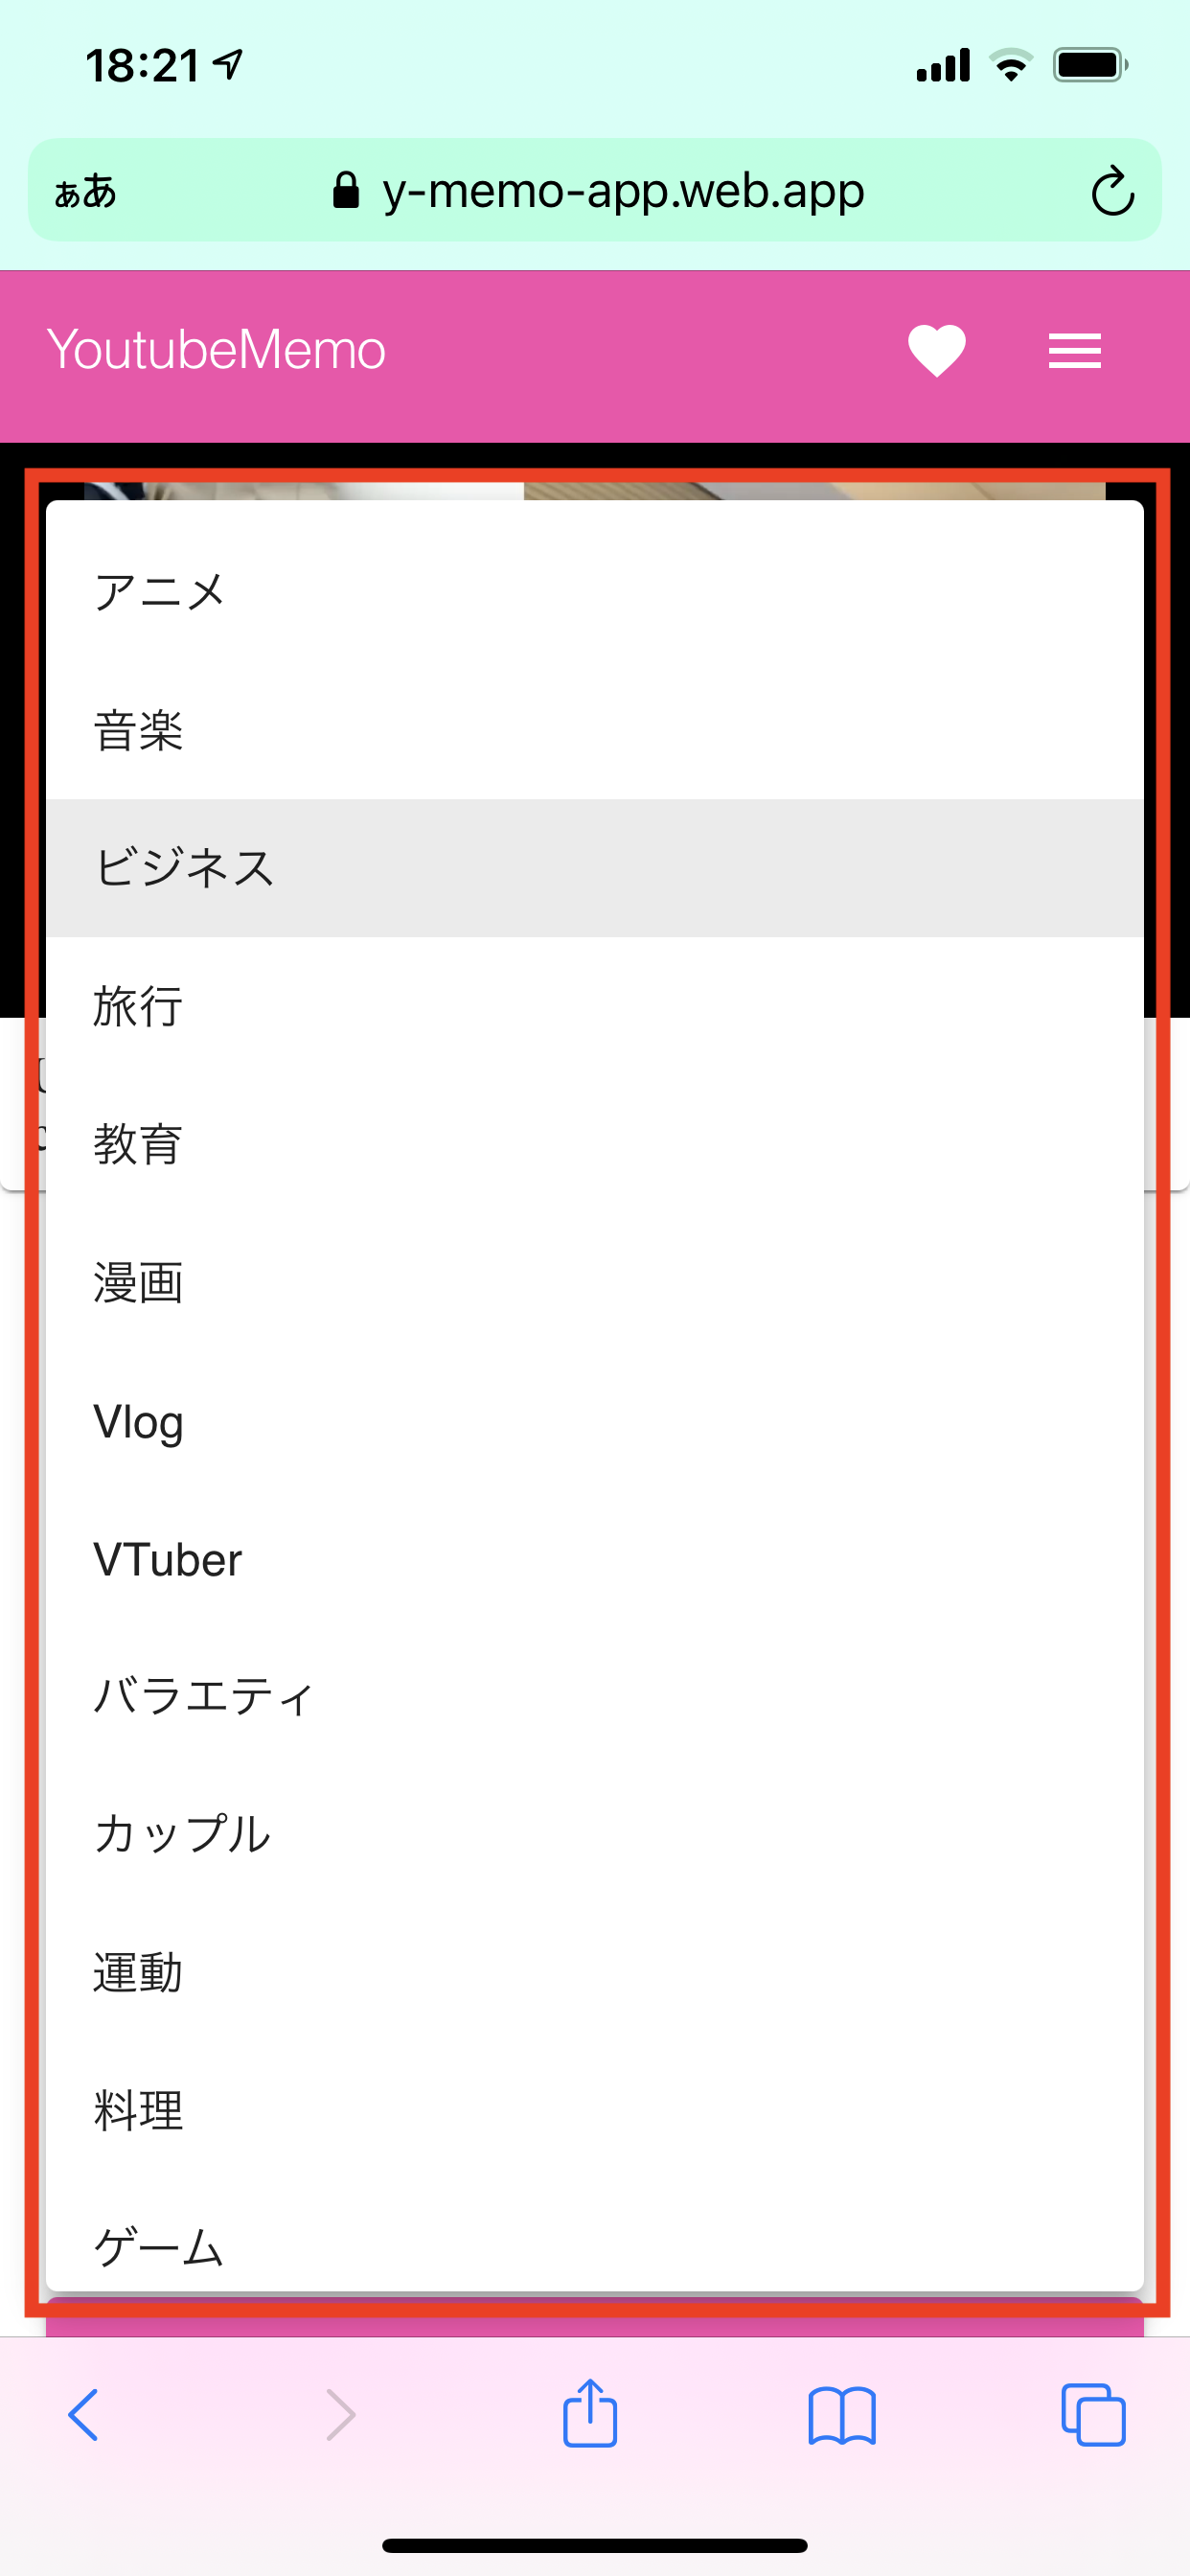 18:21
ぁあ y-memo-app.web.app
YoutubeMemo
アニメ
音楽
ビジネス
旅行
教育
漫画
Vlog
VTuber
バラエティ
カップル
運動
料理
ゲーム